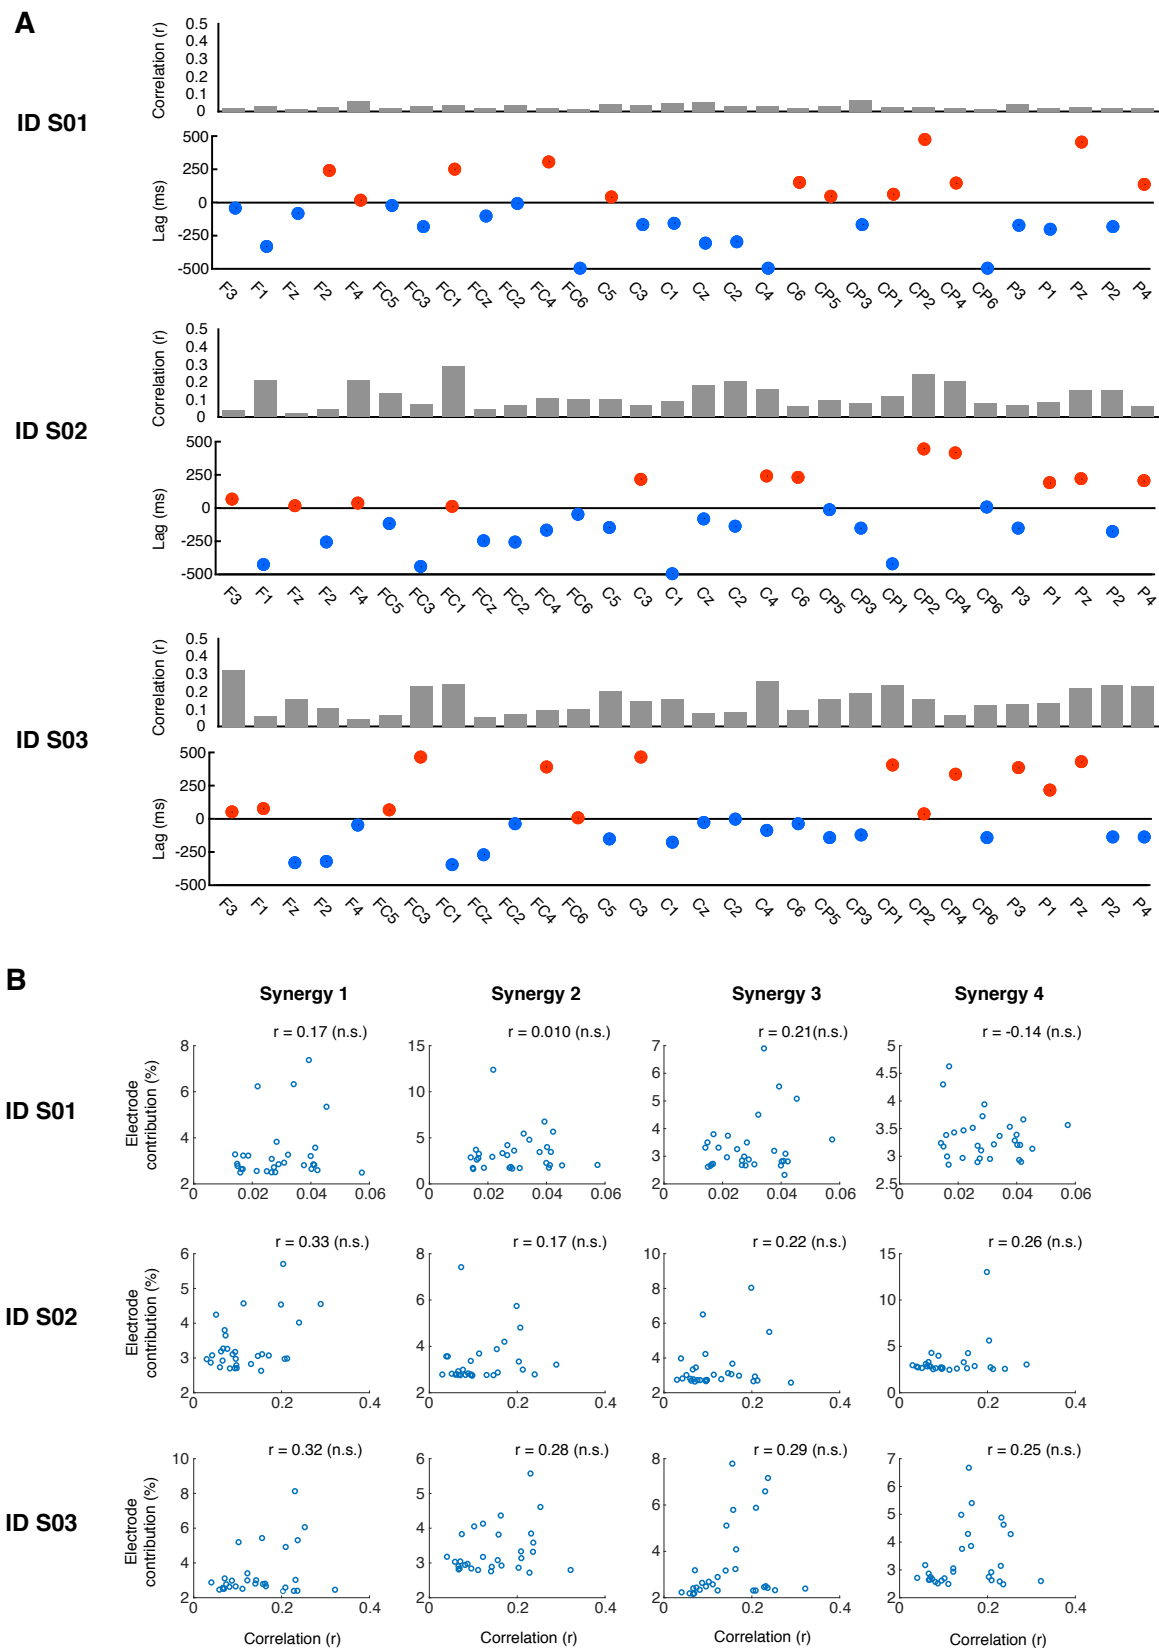 A
ID S01
Correlation (r)
0.5
0.4
0.3
0.2
0.1
0
Lag (ms)
500
250
0
-250
-500
F3 F1 Fz F2 F4 FC5 FC3 FC1 FCz FC2 FC4 FC6 C5 C3 C1 Cz C2 C4 C6 CP5 CP3 CP1 CP2 CP4 CP6 P3 P1 Pz P2 P4
ID S02
Correlation (r)
0.5
0.4
0.3
0.2
0.1
0
Lag (ms)
500
250
0
-250
-500
F3 F1 Fz F2 F4 FC5 FC3 FC1 FCz FC2 FC4 FC6 C5 C3 C1 Cz C2 C4 C6 CP5 CP3 CP1 CP2 CP4 CP6 P3 P1 Pz P2 P4
ID S03
Correlation (r)
0.5
0.4
0.3
0.2
0.1
0
Lag (ms)
500
250
0
-250
-500
F3 F1 Fz F2 F4 FC5 FC3 FC1 FCz FC2 FC4 FC6 C5 C3 C1 Cz C2 C4 C6 CP5 CP3 CP1 CP2 CP4 CP6 P3 P1 Pz P2 P4
B
Synergy 1 Synergy 2 Synergy 3 Synergy 4
ID S01
Electrode
contribution (%)
r = 0.17 (n.s.)
8
6
4
2
0 0.02 0.04 0.06
r = 0.010 (n.s.)
15
10
5
0
0.02 0.04 0.06
r = 0.21(n.s.)
7
6
5
4
3
2
0.02 0.04 0.06
r = -0.14 (n.s.)
5
4.5
4
3.5
3
2.5
0.02 0.04 0.06
ID S02
Electrode
contribution (%)
r = 0.33 (n.s.)
6
5
4
3
2
0 0.2 0.4
r = 0.17 (n.s.)
8
6
4
2
0 0.2 0.4
r = 0.22 (n.s.)
10
8
6
4
2
0 0.2 0.4
r = 0.26 (n.s.)
15
10
5
0
0 0.2 0.4
ID S03
Electrode
contribution (%)
r = 0.32 (n.s.)
10
8
6
4
2
0 0.2 0.4
r = 0.28 (n.s.)
6
5
4
3
2
0 0.2 0.4
r = 0.29 (n.s.)
8
6
4
2
0 0.2 0.4
r = 0.25 (n.s.)
7
6
5
4
3
2
0 0.2 0.4
Correlation (r) Correlation (r) Correlation (r) Correlation (r)